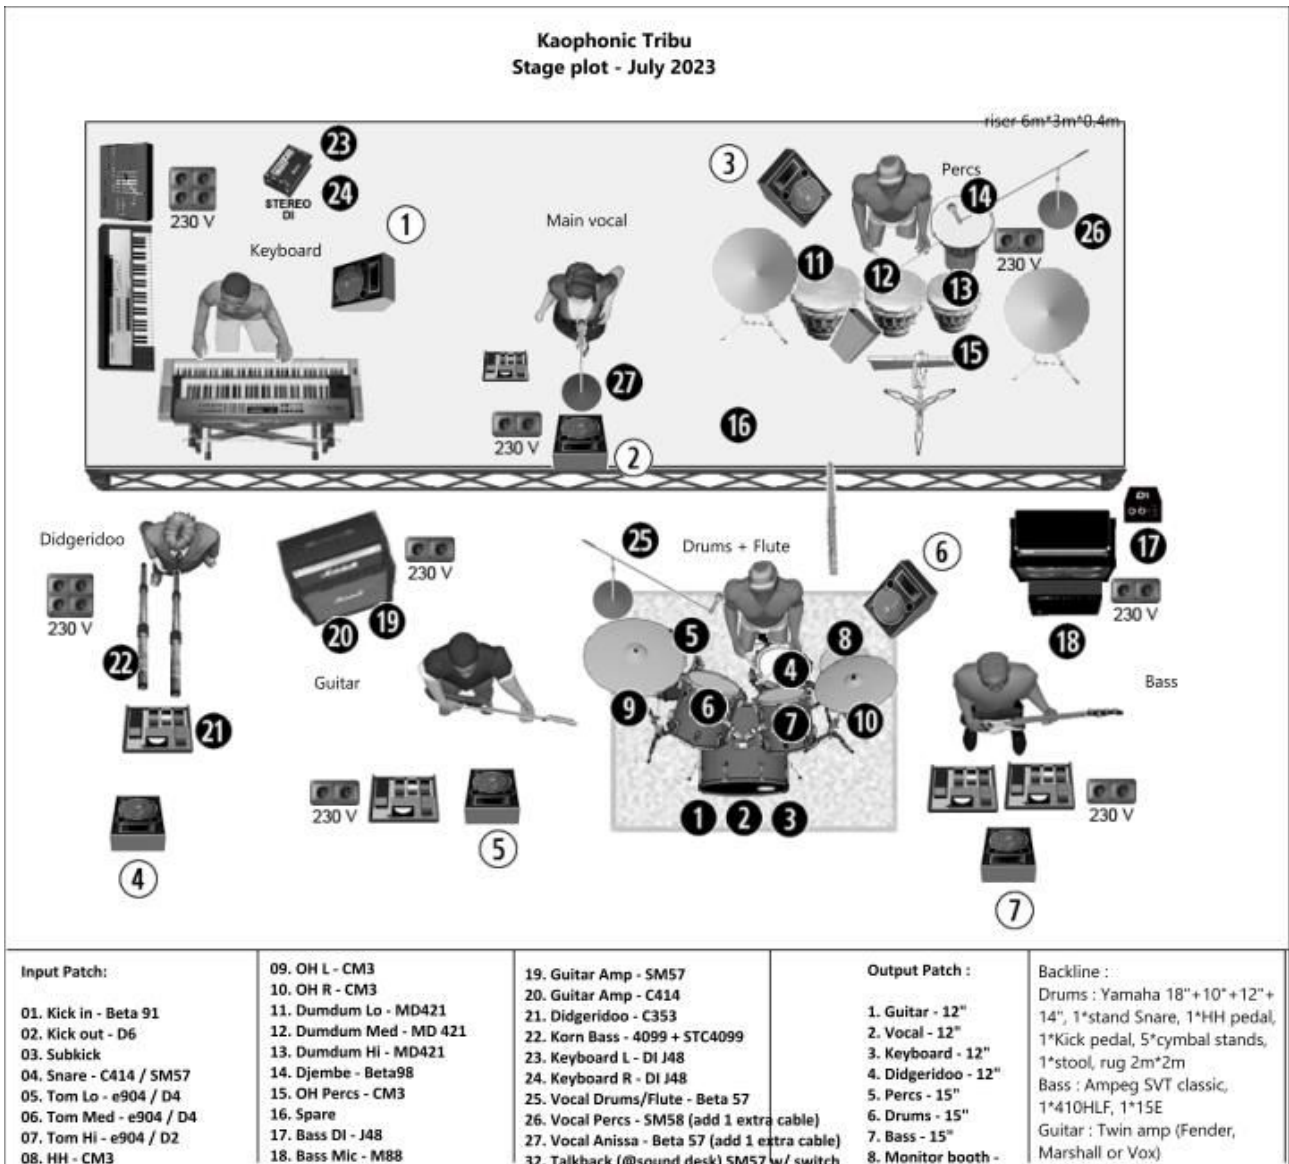 Kaophonic Tribu
Stage plot - July 2023
riser 6m*3m*0.4m
23
24
STEREO
DI
230 V
1
Keyboard
Main vocal
3
Percs
14
26
230 V
11
12
13
15
27
16
230 V
2
Didgeridoo
230 V
22
21
4
230 V
19
20
Guitar
230 V
5
25
Drums + Flute
6
5
8
4
9
6
7
10
1
2
3
DI
17
230 V
18
Bass
230 V
7
Input Patch:
01. Kick in - Beta 91
02. Kick out - D6
03. Subkick
04. Snare - C414 / SM57
05. Tom Lo - e904 / D4
06. Tom Med - e904 / D4
07. Tom Hi - e904 / D2
08. HH - CM3
09. OH L - CM3
10. OH R - CM3
11. Dumdum Lo - MD421
12. Dumdum Med - MD 421
13. Dumdum Hi - MD421
14. Djembe - Beta98
15. OH Percs - CM3
16. Spare
17. Bass DI - J48
18. Bass Mic - M88
19. Guitar Amp - SM57
20. Guitar Amp - C414
21. Didgeridoo - C353
22. Korn Bass - 4099 + STC4099
23. Keyboard L - DI J48
24. Keyboard R - DI J48
25. Vocal Drums/Flute - Beta 57
26. Vocal Percs - SM58 (add 1 extra cable)
27. Vocal Anissa - Beta 57 (add 1 extra cable)
32. Talkback (@sound desk) SM57 w/ switch
Output Patch :
1. Guitar - 12"
2. Vocal - 12"
3. Keyboard - 12"
4. Didgeridoo - 12"
5. Percs - 15"
6. Drums - 15"
7. Bass - 15"
8. Monitor booth -
Backline :
Drums : Yamaha 18"+10"+12"+
14", 1*stand Snare, 1*HH pedal,
1*Kick pedal, 5*cymbal stands,
1*stool, rug 2m*2m
Bass : Ampeg SVT classic,
1*410HLF, 1*15E
Guitar : Twin amp (Fender,
Marshall or Vox)